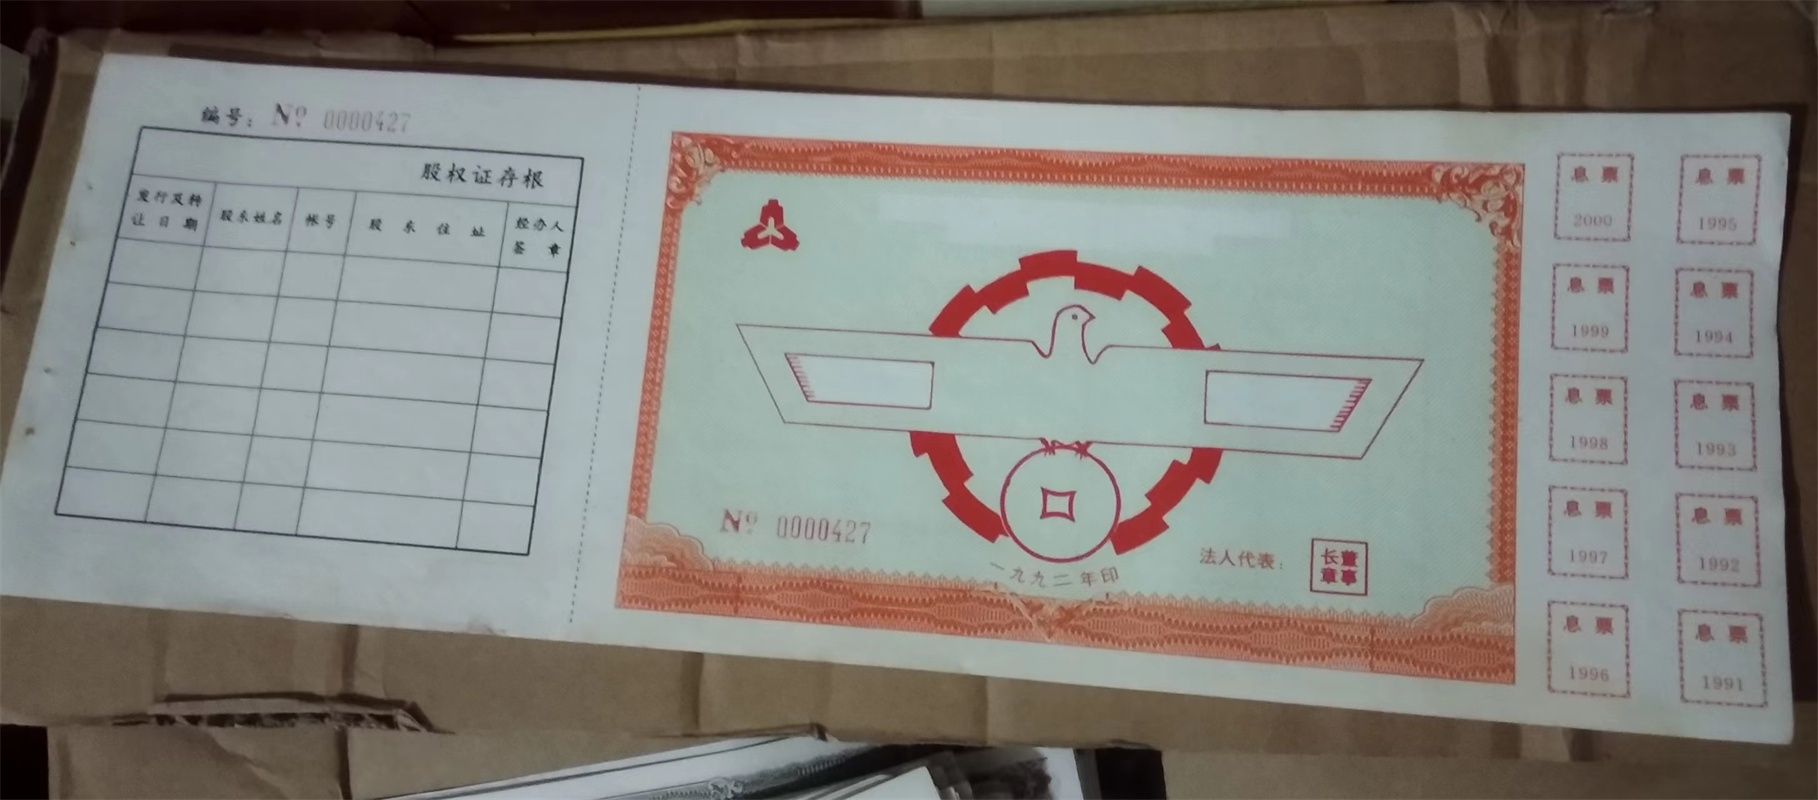 编号：№ 0000427
股权证存根
发行及转让日期 股东姓名 帐号 股东住址 经办人签章
№ 0000427
一九九二年印
法人代表：
董事长章
息票 2000
息票 1995
息票 1999
息票 1994
息票 1998
息票 1993
息票 1997
息票 1992
息票 1996
息票 1991